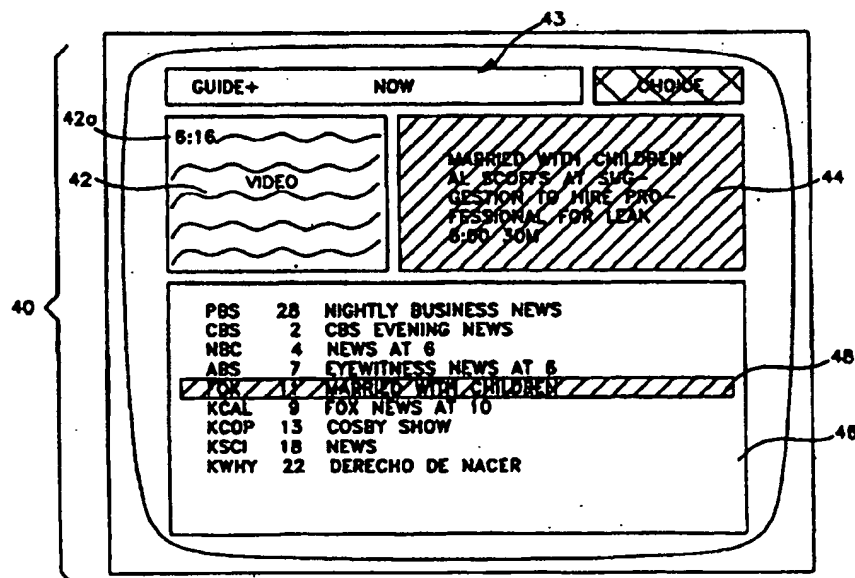 43
GUIDE+ NOW CHOICE
42a
6:16
VIDEO
42
MARRIED WITH CHILDREN
AL SCOFFS AT SUG-
GESTION TO HIRE PRO-
FESSIONAL FOR LEAK
6:00 30M
44
40
PBS 28 NIGHTLY BUSINESS NEWS
CBS 2 CBS EVENING NEWS
NBC 4 NEWS AT 6
ABS 7 EYEWITNESS NEWS AT 6
FOX 11 MARRIED WITH CHILDREN
48
KCAL 9 FOX NEWS AT 10
KCOP 13 COSBY SHOW
46
KSCI 18 NEWS
KWHY 22 DERECHO DE NACER